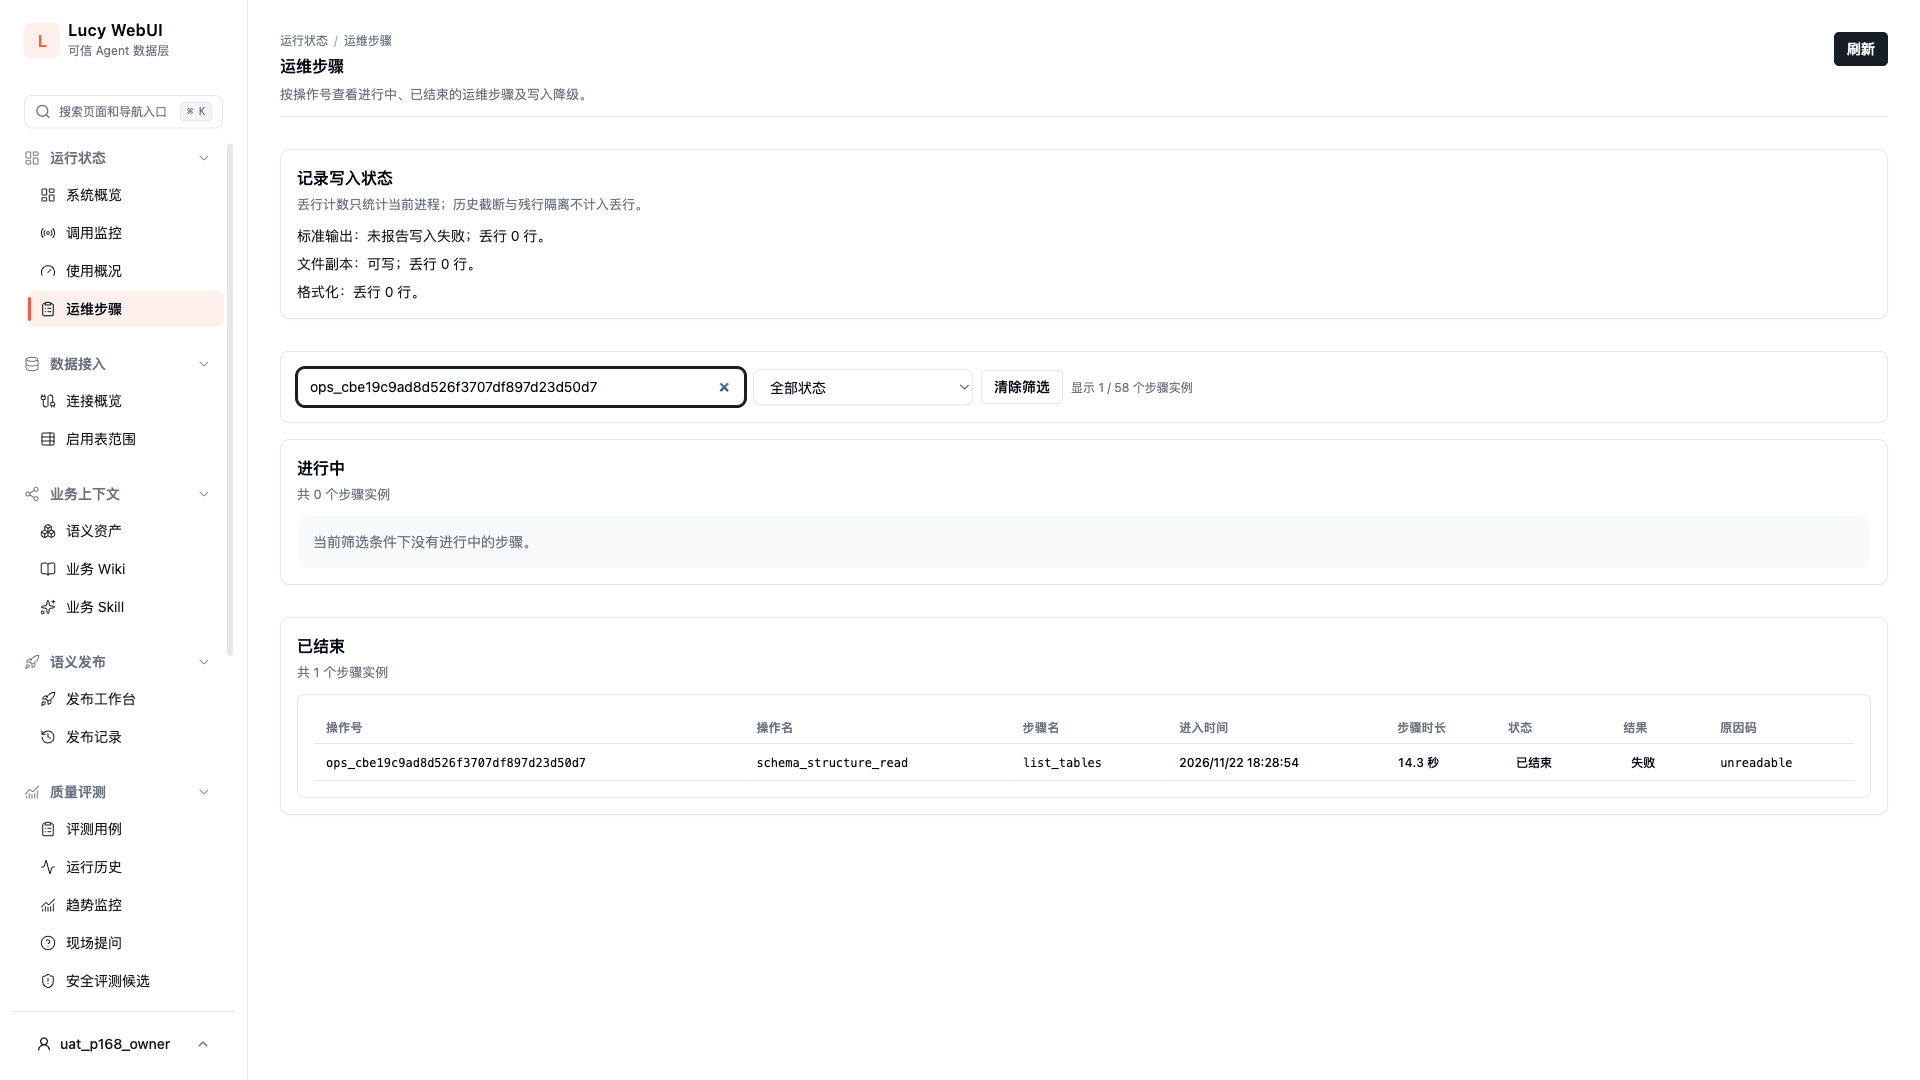 L
Lucy WebUI
可信 Agent 数据层
搜索页面和导航入口 ⌘ K
运行状态
系统概览
调用监控
使用概况
运维步骤
数据接入
连接概览
启用表范围
业务上下文
语义资产
业务 Wiki
业务 Skill
语义发布
发布工作台
发布记录
质量评测
评测用例
运行历史
趋势监控
现场提问
安全评测候选
uat_p168_owner
运行状态 / 运维步骤
运维步骤
按操作号查看进行中、已结束的运维步骤及写入降级。
刷新
记录写入状态
丢行计数只统计当前进程；历史截断与残行隔离不计入丢行。
标准输出：未报告写入失败；丢行 0 行。
文件副本：可写；丢行 0 行。
格式化：丢行 0 行。
ops_cbe19c9ad8d526f3707df897d23d50d7 全部状态 清除筛选 显示 1 / 58 个步骤实例
进行中
共 0 个步骤实例
当前筛选条件下没有进行中的步骤。
已结束
共 1 个步骤实例
操作号 操作名 步骤名 进入时间 步骤时长 状态 结果 原因码
ops_cbe19c9ad8d526f3707df897d23d50d7 schema_structure_read list_tables 2026/11/22 18:28:54 14.3 秒 已结束 失败 unreadable